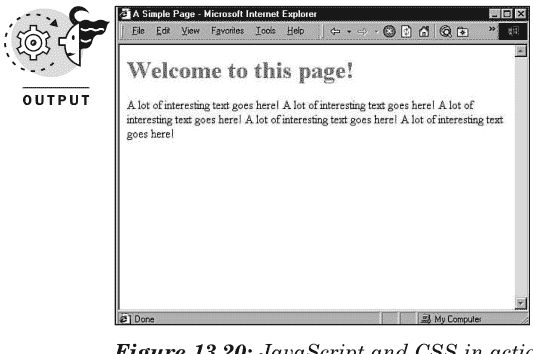 A Simple Page - Microsoft Internet Explorer
File Edit View Favorites Tools Help »
Welcome to this page!
OUTPUT
A lot of interesting text goes here! A lot of interesting text goes here! A lot of
interesting text goes here! A lot of interesting text goes here! A lot of interesting text
goes here!
Done My Computer
Figure 13.20: JavaScript and CSS in